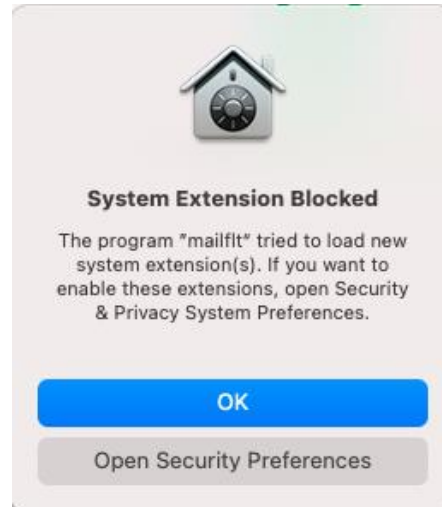 System Extension Blocked
The program "mailflt" tried to load new
system extension(s). If you want to
enable these extensions, open Security
& Privacy System Preferences.
OK
Open Security Preferences